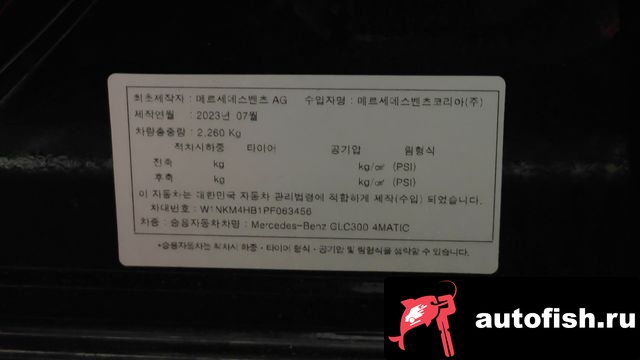 최초제작자 : 메르세데스벤츠 AG 수입자명 : 메르세데스벤츠코리아(주)
제작연월 : 2023년 07월
차량총중량 : 2,260 Kg
적차시하중 타이어 공기압 림형식
전축 kg kg/㎠ (PSI)
후축 kg kg/㎠ (PSI)
이 자동차는 대한민국 자동차 관리법령에 적합하게 제작(수입) 되었습니다.
차대번호 : W1NKM4HB1PF063456
차종 : 승용자동차차명 : Mercedes-Benz GLC300 4MATIC
*승용자동차는 적차시 하중 · 타이어 형식 · 공기압 및 림형식을 생략할 수 있습니다.
autofish.ru